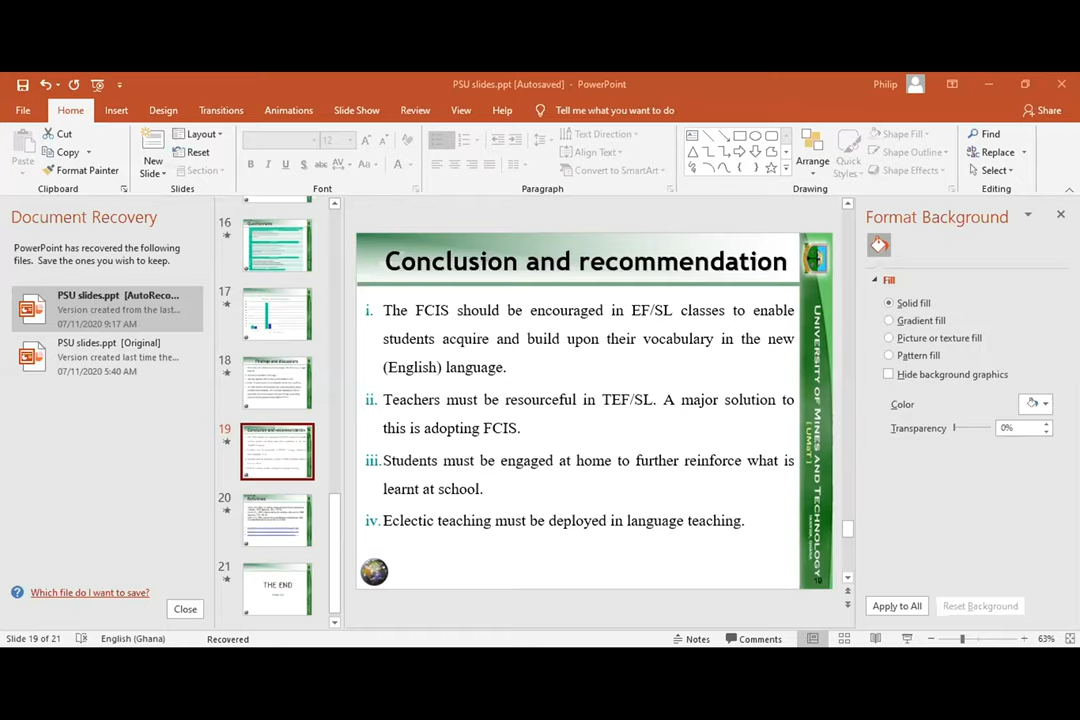 PSU slides.ppt [Autosaved] - PowerPoint
Philip
File Home Insert Design Transitions Animations Slide Show Review View Help Tell me what you want to do Share
Paste
Cut
Copy
Format Painter
Clipboard
New Slide
Layout
Reset
Section
Slides
12
B I U S abc AV Aa A
Font
Text Direction
Align Text
Convert to SmartArt
Paragraph
Arrange
Quick Styles
Shape Fill
Shape Outline
Shape Effects
Drawing
Find
Replace
Select
Editing
Document Recovery
PowerPoint has recovered the following
files. Save the ones you wish to keep.
PSU slides.ppt [AutoReco...
Version created from the last...
07/11/2020 9:17 AM
PSU slides.ppt [Original]
Version created last time the...
07/11/2020 5:40 AM
Which file do I want to save?
Close
16
17
18
19
20
21
THE END
Conclusion and recommendation
i. The FCIS should be encouraged in EF/SL classes to enable
students acquire and build upon their vocabulary in the new
(English) language.
ii. Teachers must be resourceful in TEF/SL. A major solution to
this is adopting FCIS.
iii. Students must be engaged at home to further reinforce what is
learnt at school.
iv. Eclectic teaching must be deployed in language teaching.
UNIVERSITY OF MINES AND TECHNOLOGY
[UMaT]
19
Format Background
Fill
Solid fill
Gradient fill
Picture or texture fill
Pattern fill
Hide background graphics
Color
Transparency 0%
Apply to All
Reset Background
Slide 19 of 21 English (Ghana) Recovered Notes Comments 63%